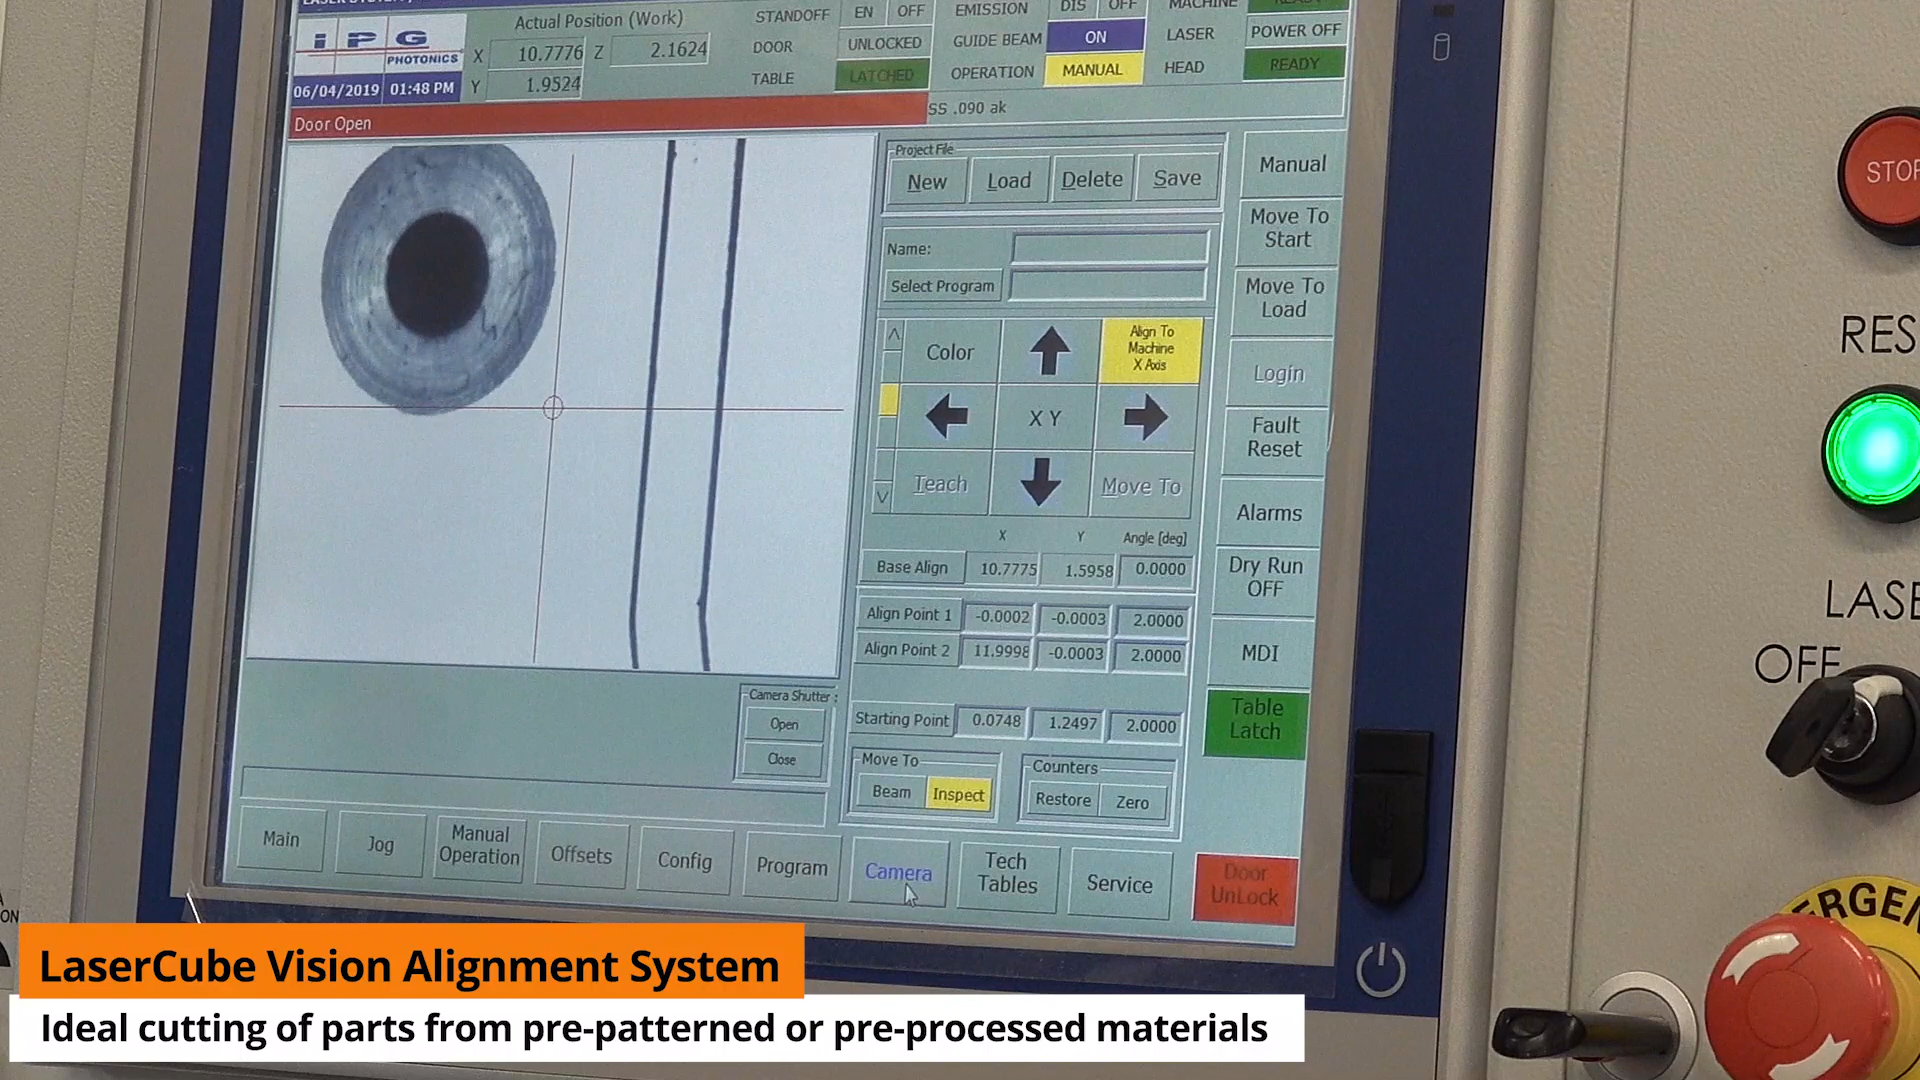 LASER SYSTEM
IPG
PHOTONICS
06/04/2019 01:48 PM
Actual Position (Work)
X 10.7776 Z 2.1624
Y 1.9524
STANDOFF EN OFF
DOOR UNLOCKED
TABLE LATCHED
EMISSION DIS OFF
GUIDE BEAM ON
OPERATION MANUAL
MACHINE READY
LASER POWER OFF
HEAD READY
Door Open
SS .090 ak
Project File
New Load Delete Save
Name:
Select Program
Color
Align To
Machine
X Axis
X Y
Teach
Move To
X Y Angle [deg]
Base Align 10.7775 1.5958 0.0000
Align Point 1 -0.0002 -0.0003 2.0000
Align Point 2 11.9998 -0.0003 2.0000
Starting Point 0.0748 1.2497 2.0000
Camera Shutter :
Open
Close
Move To
Beam Inspect
Counters
Restore Zero
Manual
Move To
Start
Move To
Load
Login
Fault
Reset
Alarms
Dry Run
OFF
MDI
Table
Latch
Door
UnLock
Main
Jog
Manual
Operation
Offsets
Config
Program
Camera
Tech
Tables
Service
STOP
RES
LASE
OFF
ERGEN
LaserCube Vision Alignment System
Ideal cutting of parts from pre-patterned or pre-processed materials